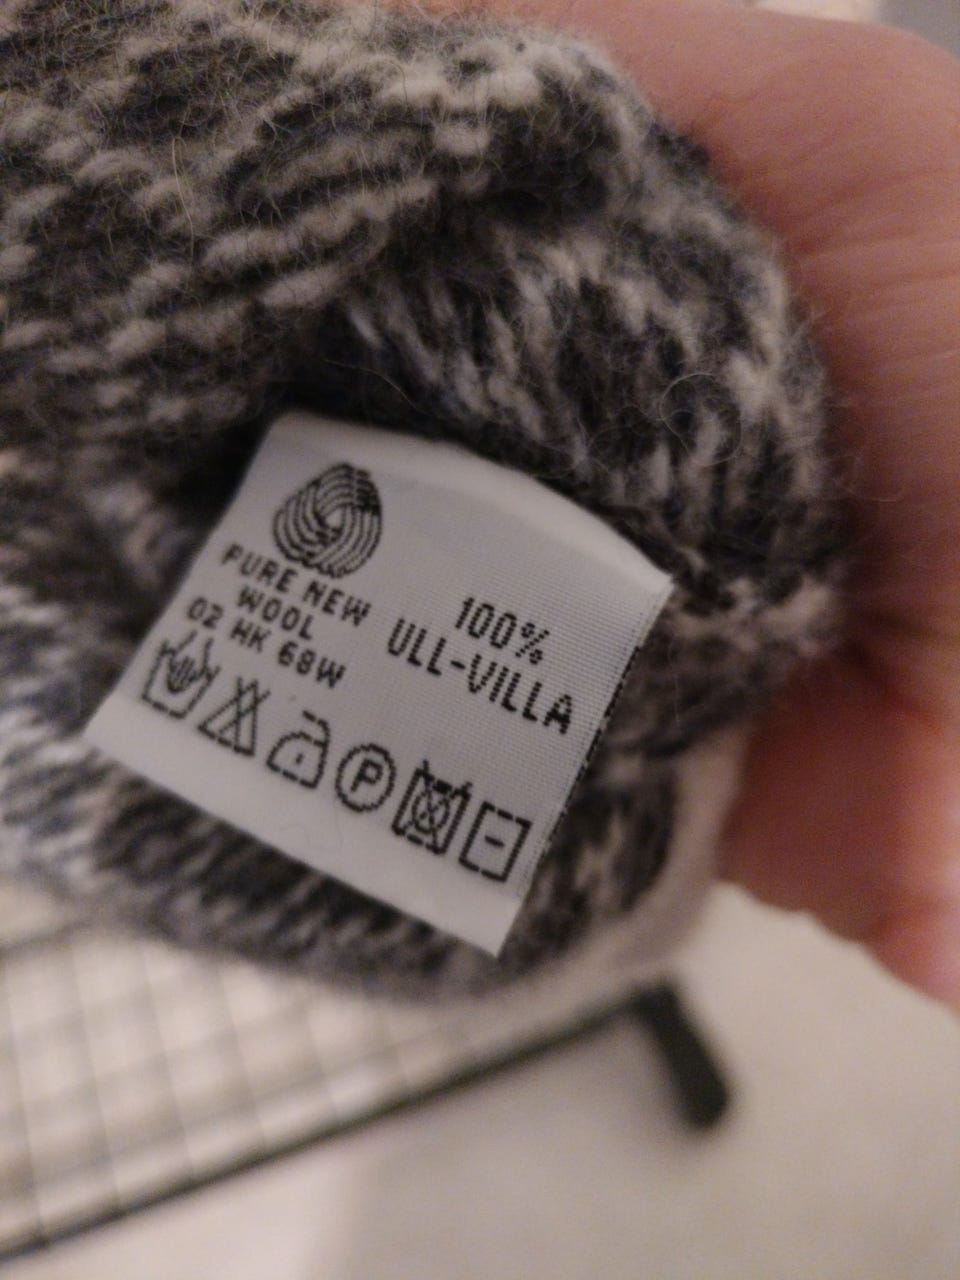 PURE NEW
WOOL
02 HK 68W
100%
ULL-VILLA
P